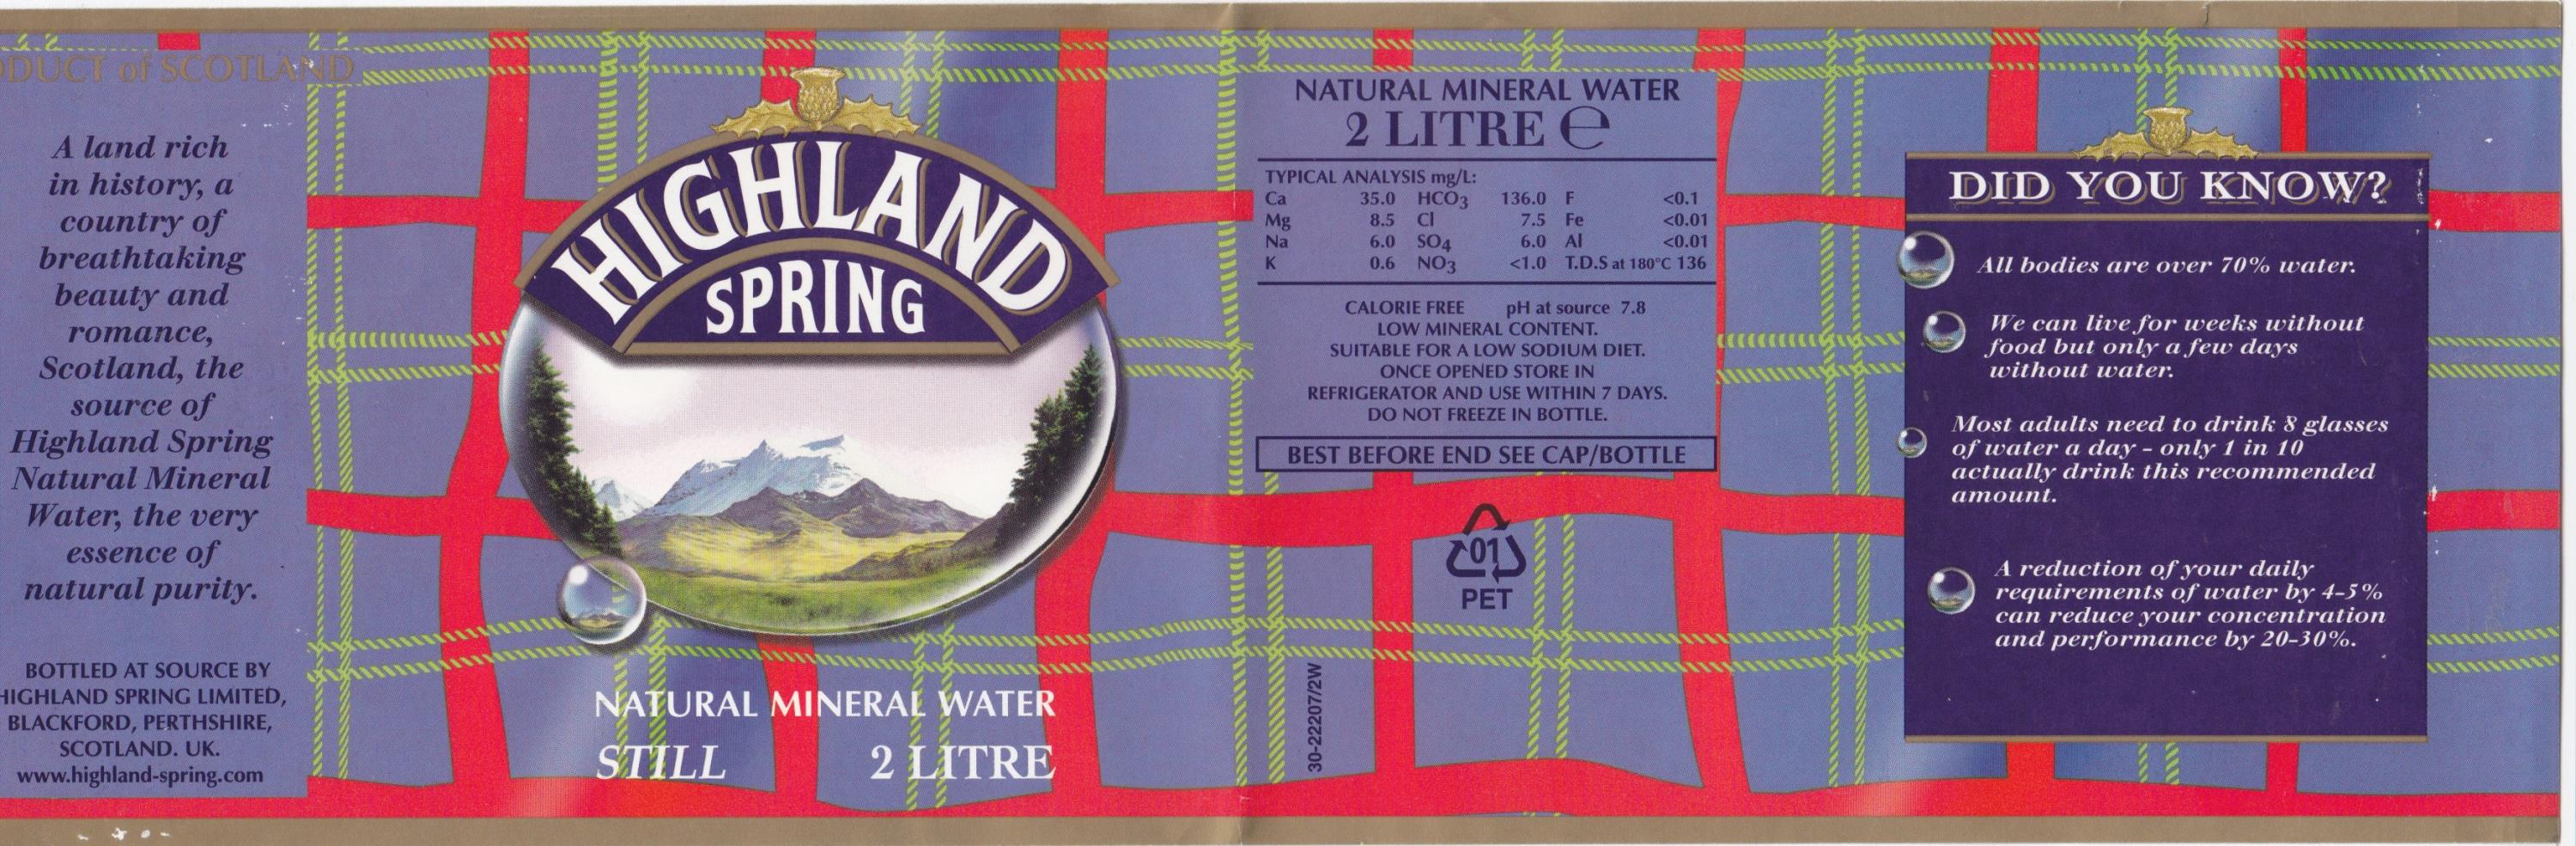 DUCT of SCOTLAND
A land rich
in history, a
country of
breathtaking
beauty and
romance,
Scotland, the
source of
Highland Spring
Natural Mineral
Water, the very
essence of
natural purity.
BOTTLED AT SOURCE BY
HIGHLAND SPRING LIMITED,
BLACKFORD, PERTHSHIRE,
SCOTLAND. UK.
www.highland-spring.com
HIGHLAND
SPRING
NATURAL MINERAL WATER
STILL 2 LITRE
NATURAL MINERAL WATER
2 LITRE ℮
TYPICAL ANALYSIS mg/L:
Ca 35.0 HCO3 136.0 F <0.1
Mg 8.5 Cl 7.5 Fe <0.01
Na 6.0 SO4 6.0 Al <0.01
K 0.6 NO3 <1.0 T.D.S at 180°C 136
CALORIE FREE pH at source 7.8
LOW MINERAL CONTENT.
SUITABLE FOR A LOW SODIUM DIET.
ONCE OPENED STORE IN
REFRIGERATOR AND USE WITHIN 7 DAYS.
DO NOT FREEZE IN BOTTLE.
BEST BEFORE END SEE CAP/BOTTLE
01
PET
30-22207/2W
DID YOU KNOW?
All bodies are over 70% water.
We can live for weeks without
food but only a few days
without water.
Most adults need to drink 8 glasses
of water a day - only 1 in 10
actually drink this recommended
amount.
A reduction of your daily
requirements of water by 4-5%
can reduce your concentration
and performance by 20-30%.